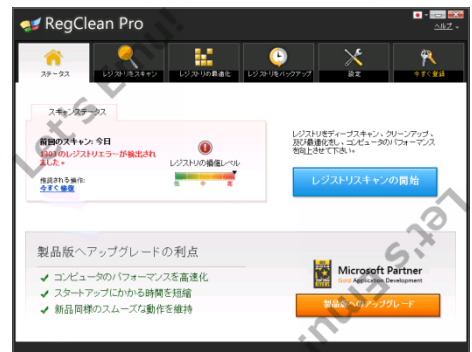 RegClean Pro
ヘルプ
ステータス
レジストリをスキャン
レジストリの最適化
レジストリをバックアップ
設定
今すぐ登録
スキャンステータス
前回のスキャン: 今日
1303のレジストリエラーが検出され
ました。
推奨される操作:
今すぐ修復
レジストリの損傷レベル
低 中 高
レジストリをディープスキャン、クリーンアップ、
及び最適化し、コンピュータのパフォーマンス
を向上させて下さい。
レジストリスキャンの開始
製品版へアップグレードの利点
コンピュータのパフォーマンスを高速化
スタートアップにかかる時間を短縮
新品同様のスムーズな動作を維持
Microsoft Partner
Gold Application Development
製品版へのアップグレード
Let's Emu!
Let's Emu!